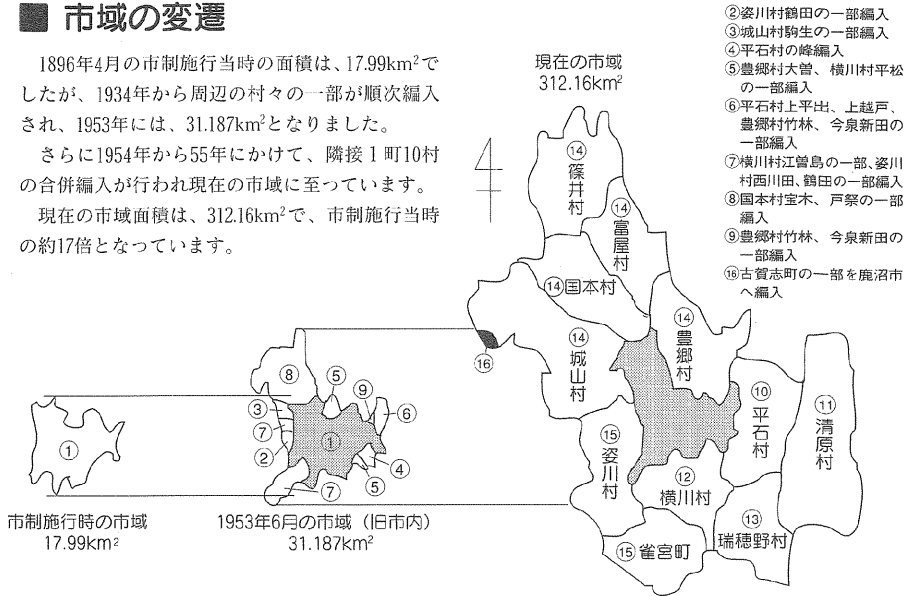 ■ 市域の変遷
1896年4月の市制施行当時の面積は、17.99km²で
したが、1934年から周辺の村々の一部が順次編入
され、1953年には、31.187km²となりました。
さらに1954年から55年にかけて、隣接1町10村
の合併編入が行われ現在の市域に至っています。
現在の市域面積は、312.16km²で、市制施行当時
の約17倍となっています。
②姿川村鶴田の一部編入
③城山村駒生の一部編入
④平石村の峰編入
⑤豊郷村大曽、横川村平松
の一部編入
⑥平石村上平出、上越戸、
豊郷村竹林、今泉新田の
一部編入
⑦横川村江曽島の一部、姿川
村西川田、鶴田の一部編入
⑧国本村宝木、戸祭の一部
編入
⑨豊郷村竹林、今泉新田の
一部編入
⑯古賀志町の一部を鹿沼市
へ編入
現在の市域
312.16km²
⑭篠井村
⑭富屋村
⑭国本村
⑭豊郷村
⑭城山村
⑯
⑩平石村
⑪清原村
⑮姿川村
⑫横川村
⑬瑞穂野村
⑮雀宮町
⑧
⑤
⑨
⑥
③
⑦
②
①
④
⑤
⑦
①
市制施行時の市域
17.99km²
1953年6月の市域（旧市内）
31.187km²